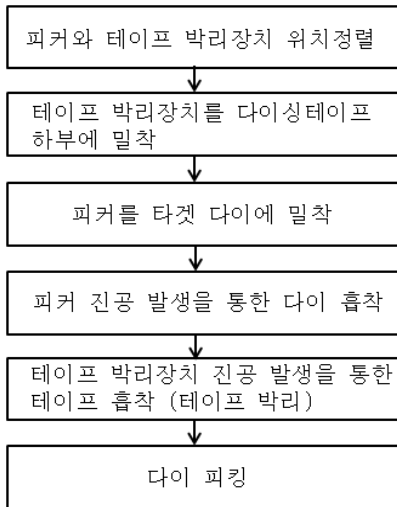 피커와 테이프 박리장치 위치정렬
테이프 박리장치를 다이싱테이프
하부에 밀착
피커를 타겟 다이에 밀착
피커 진공 발생을 통한 다이 흡착
테이프 박리장치 진공 발생을 통한
테이프 흡착 (테이프 박리)
다이 피킹